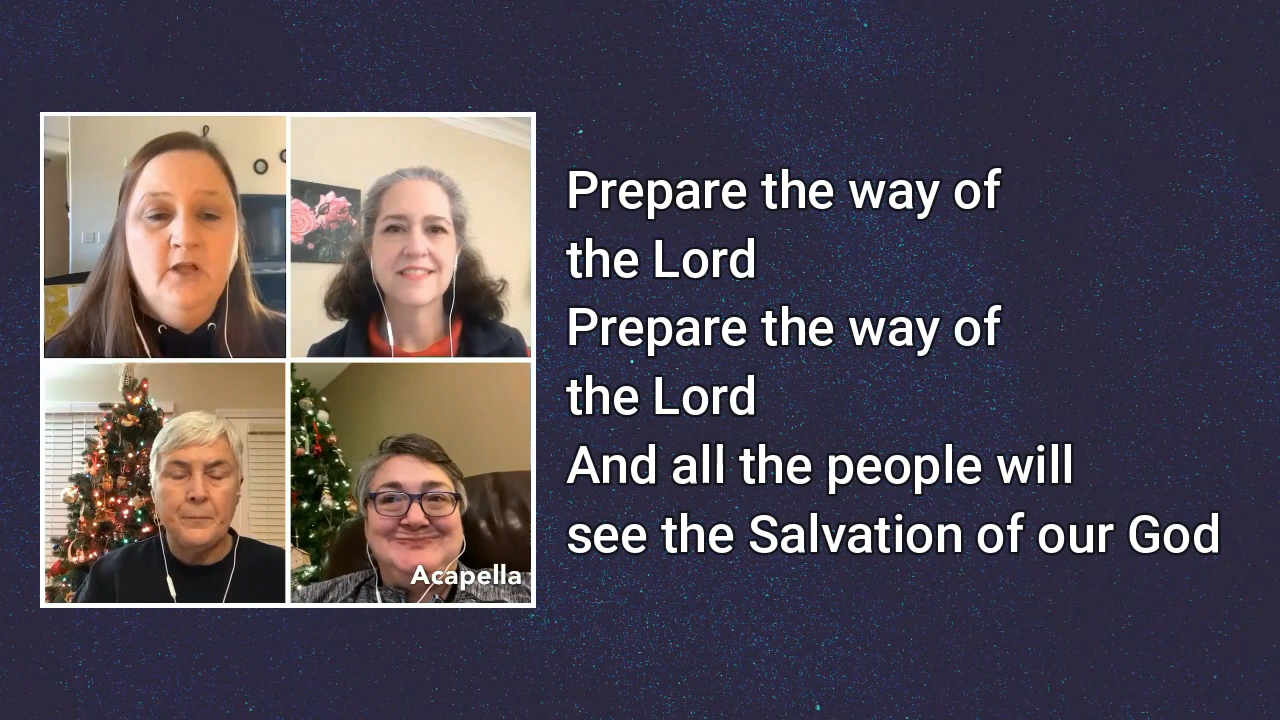 Prepare the way of
the Lord
Prepare the way of
the Lord
And all the people will
see the Salvation of our God
Acapella